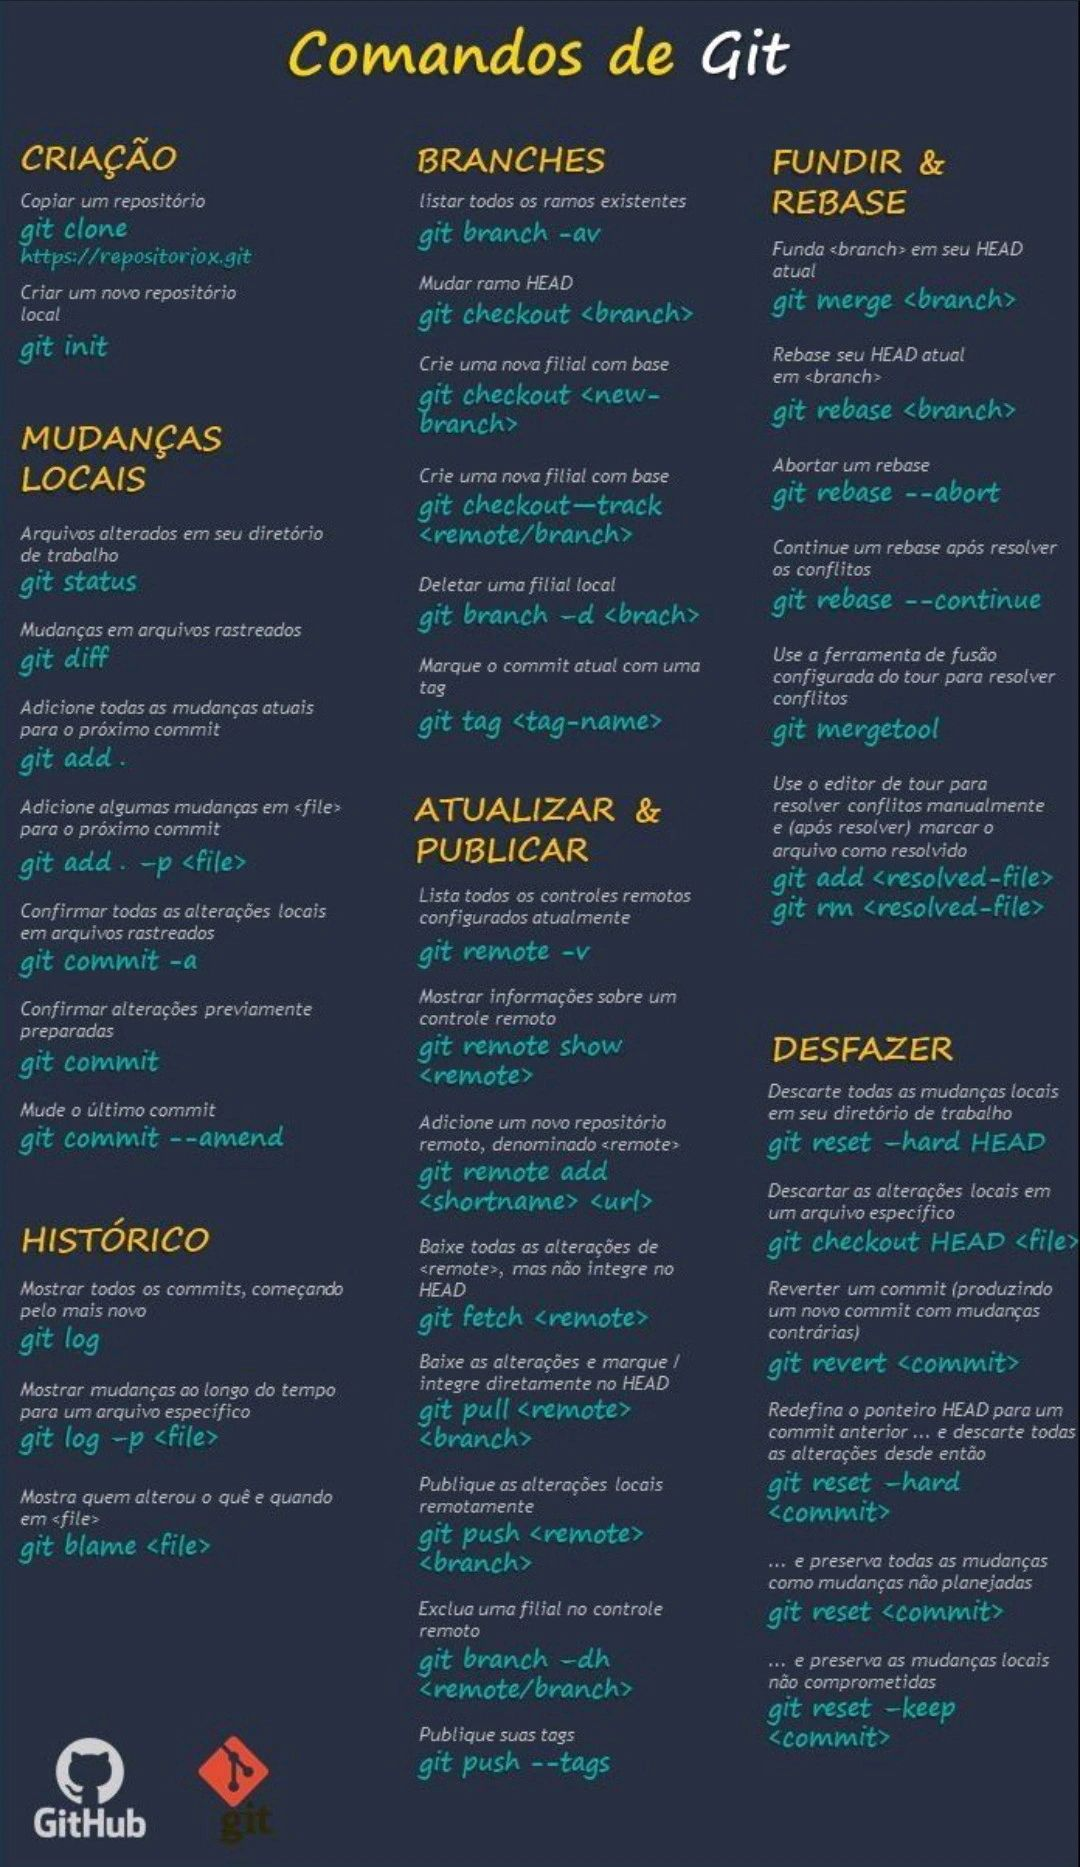 Comandos de Git
CRIAÇÃO
Copiar um repositório
git clone
https://repositoriox.git
Criar um novo repositório
local
git init
MUDANÇAS
LOCAIS
Arquivos alterados em seu diretório
de trabalho
git status
Mudanças em arquivos rastreados
git diff
Adicione todas as mudanças atuais
para o próximo commit
git add .
Adicione algumas mudanças em <file>
para o próximo commit
git add . –p <file>
Confirmar todas as alterações locais
em arquivos rastreados
git commit -a
Confirmar alterações previamente
preparadas
git commit
Mude o último commit
git commit --amend
HISTÓRICO
Mostrar todos os commits, começando
pelo mais novo
git log
Mostrar mudanças ao longo do tempo
para um arquivo específico
git log –p <file>
Mostra quem alterou o quê e quando
em <file>
git blame <file>
GitHub
git
BRANCHES
listar todos os ramos existentes
git branch -av
Mudar ramo HEAD
git checkout <branch>
Crie uma nova filial com base
git checkout <new-
branch>
Crie uma nova filial com base
git checkout—track
<remote/branch>
Deletar uma filial local
git branch –d <brach>
Marque o commit atual com uma
tag
git tag <tag-name>
ATUALIZAR &
PUBLICAR
Lista todos os controles remotos
configurados atualmente
git remote -v
Mostrar informações sobre um
controle remoto
git remote show
<remote>
Adicione um novo repositório
remoto, denominado <remote>
git remote add
<shortname> <url>
Baixe todas as alterações de
<remote>, mas não integre no
HEAD
git fetch <remote>
Baixe as alterações e marque /
integre diretamente no HEAD
git pull <remote>
<branch>
Publique as alterações locais
remotamente
git push <remote>
<branch>
Exclua uma filial no controle
remoto
git branch –dh
<remote/branch>
Publique suas tags
git push --tags
FUNDIR &
REBASE
Funda <branch> em seu HEAD
atual
git merge <branch>
Rebase seu HEAD atual
em <branch>
git rebase <branch>
Abortar um rebase
git rebase --abort
Continue um rebase após resolver
os conflitos
git rebase --continue
Use a ferramenta de fusão
configurada do tour para resolver
conflitos
git mergetool
Use o editor de tour para
resolver conflitos manualmente
e (após resolver) marcar o
arquivo como resolvido
git add <resolved-file>
git rm <resolved-file>
DESFAZER
Descarte todas as mudanças locais
em seu diretório de trabalho
git reset –hard HEAD
Descartar as alterações locais em
um arquivo específico
git checkout HEAD <file>
Reverter um commit (produzindo
um novo commit com mudanças
contrárias)
git revert <commit>
Redefina o ponteiro HEAD para um
commit anterior ... e descarte todas
as alterações desde então
git reset –hard
<commit>
... e preserva todas as mudanças
como mudanças não planejadas
git reset <commit>
... e preserva as mudanças locais
não comprometidas
git reset –keep
<commit>